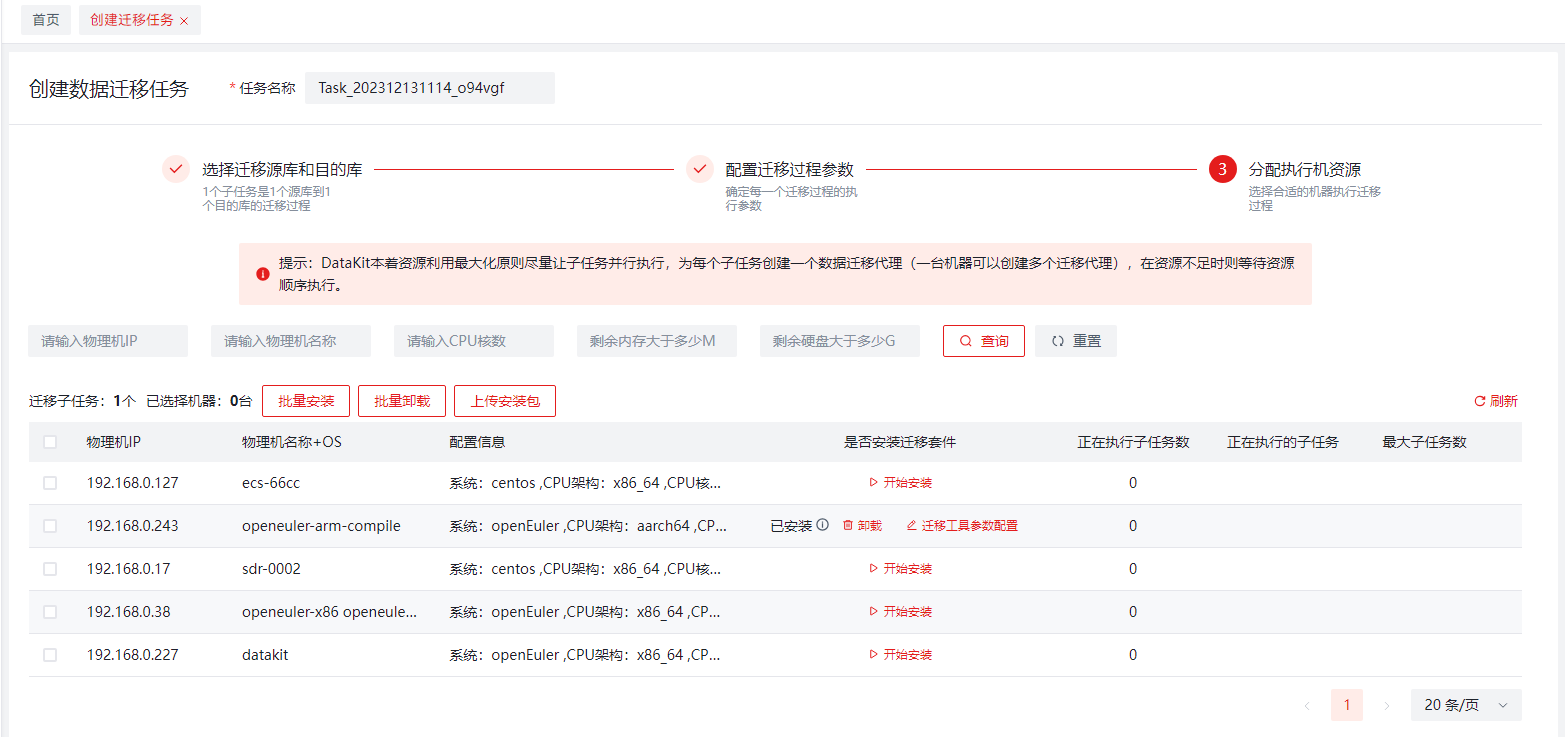 首页 创建迁移任务 ×
创建数据迁移任务 * 任务名称 Task_202312131114_o94vgf
选择迁移源库和目的库 配置迁移过程参数 3 分配执行机资源
1个子任务是1个源库到1 确定每一个迁移过程的执 选择合适的机器执行迁移
个目的库的迁移过程 行参数 过程
提示：DataKit本着资源利用最大化原则尽量让子任务并行执行，为每个子任务创建一个数据迁移代理（一台机器可以创建多个迁移代理），在资源不足时则等待资源
顺序执行。
请输入物理机IP 请输入物理机名称 请输入CPU核数 剩余内存大于多少M 剩余硬盘大于多少G 查询 重置
迁移子任务：1个 已选择机器：0台 批量安装 批量卸载 上传安装包 刷新
物理机IP 物理机名称+OS 配置信息 是否安装迁移套件 正在执行子任务数 正在执行的子任务 最大子任务数
192.168.0.127 ecs-66cc 系统：centos ,CPU架构：x86_64 ,CPU核... 开始安装 0
192.168.0.243 openeuler-arm-compile 系统：openEuler ,CPU架构：aarch64 ,CP... 已安装 卸载 迁移工具参数配置 0
192.168.0.17 sdr-0002 系统：centos ,CPU架构：x86_64 ,CPU核... 开始安装 0
192.168.0.38 openeuler-x86 openeule... 系统：openEuler ,CPU架构：x86_64 ,CP... 开始安装 0
192.168.0.227 datakit 系统：openEuler ,CPU架构：x86_64 ,CP... 开始安装 0
1 20 条/页